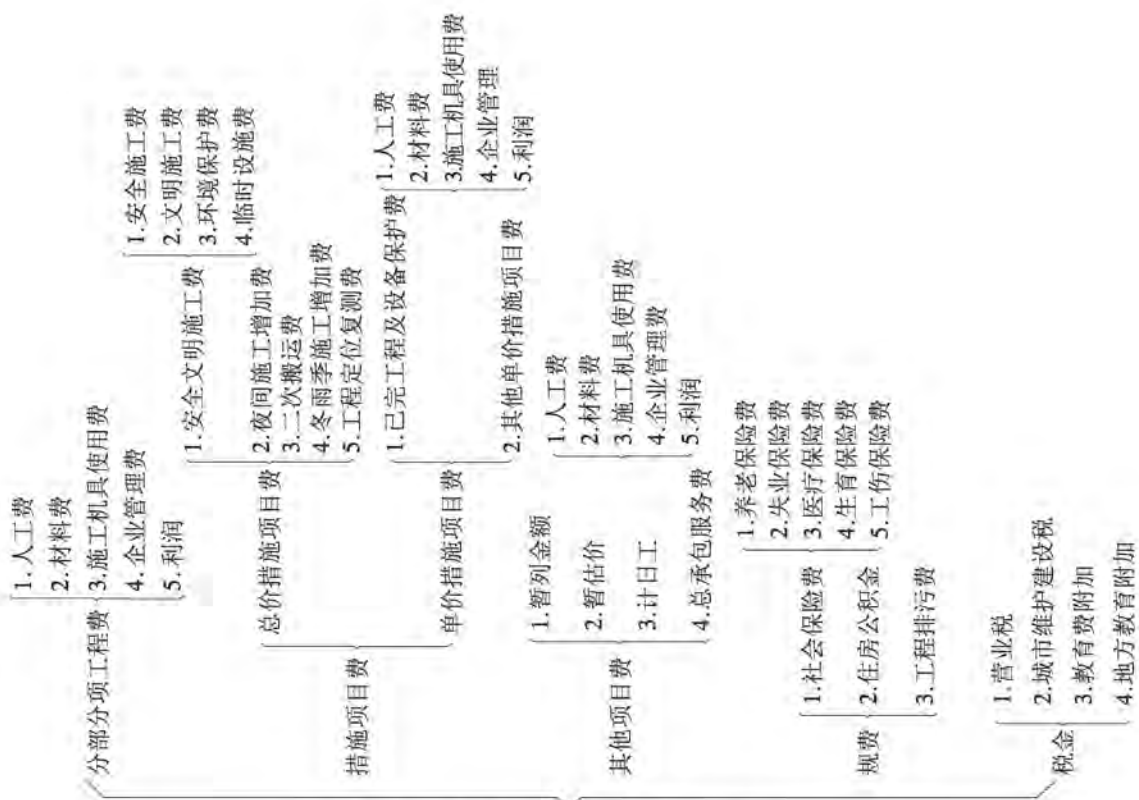 分部分项工程费
1.人工费
2.材料费
3.施工机具使用费
4.企业管理费
5.利润
措施项目费
总价措施项目费
1.安全文明施工费
1.安全施工费
2.文明施工费
3.环境保护费
4.临时设施费
2.夜间施工增加费
3.二次搬运费
4.冬雨季施工增加费
5.工程定位复测费
单价措施项目费
1.已完工程及设备保护费
2.其他单价措施项目费
1.人工费
2.材料费
3.施工机具使用费
4.企业管理
5.利润
其他项目费
1.暂列金额
2.暂估价
3.计日工
4.总承包服务费
1.人工费
2.材料费
3.施工机具使用费
4.企业管理费
5.利润
规费
1.社会保险费
1.养老保险费
2.失业保险费
3.医疗保险费
4.生育保险费
5.工伤保险费
2.住房公积金
3.工程排污费
税金
1.营业税
2.城市维护建设税
3.教育费附加
4.地方教育附加